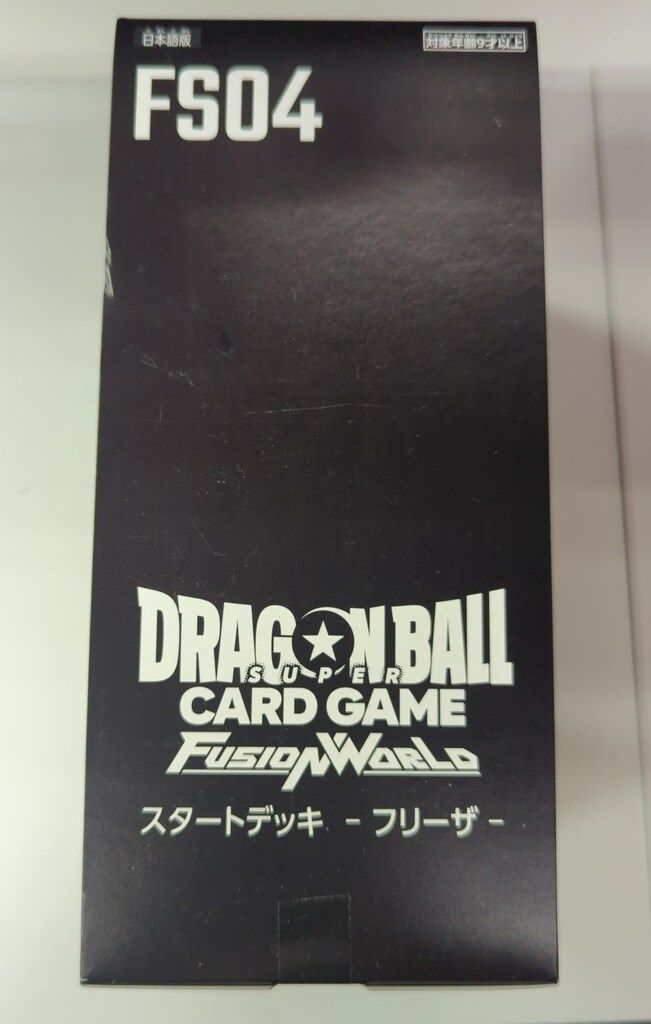 日本語版
対象年齢9才以上
FS04
DRAGON BALL
SUPER
CARD GAME
FUSION WORLD
スタートデッキ - フリーザ -